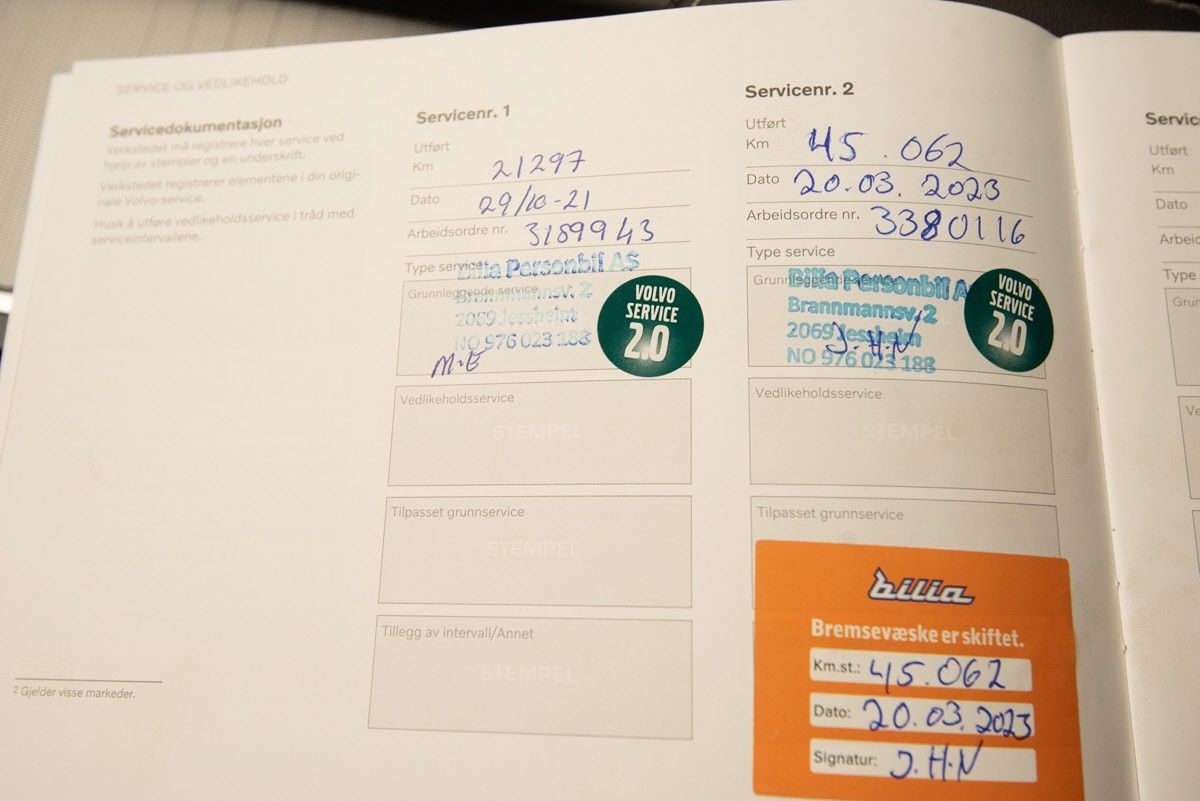 SERVICE OG VEDLIKEHOLD
Servicedokumentasjon
Verkstedet må registrere hver service ved
hjelp av stempler og en underskrift.
Verkstedet registrerer elementene i din origi-
nale Volvo-service.
Husk å utføre vedlikeholdsservice i tråd med
serviceintervallene.
2 Gjelder visse markeder.
Servicenr. 1
Utført
Km 21297
Dato 29/10-21
Arbeidsordre nr. 3189943
Type service
Bilia Personbil AS
Grunnleggende service
Brannmannsv. 2
2069 Jessheim
NO 976 023 188
M.E
VOLVO
SERVICE
2.0
Vedlikeholdsservice
STEMPEL
Tilpasset grunnservice
STEMPEL
Tillegg av intervall/Annet
STEMPEL
Servicenr. 2
Utført
Km 45.062
Dato 20.03.2023
Arbeidsordre nr. 3380116
Type service
Grunnleggende
Bilia Personbil A
Brannmannsv. 2
2069 Jessheim
J.H.N
NO 976 023 188
VOLVO
SERVICE
2.0
Vedlikeholdsservice
STEMPEL
Tilpasset grunnservice
bilia
Bremsevæske er skiftet.
Km.st.: 45.062
Dato: 20.03.2023
Signatur: J.H.N
Servic
Utført
Km
Dato
Arbeid
Type
Grun
Ve